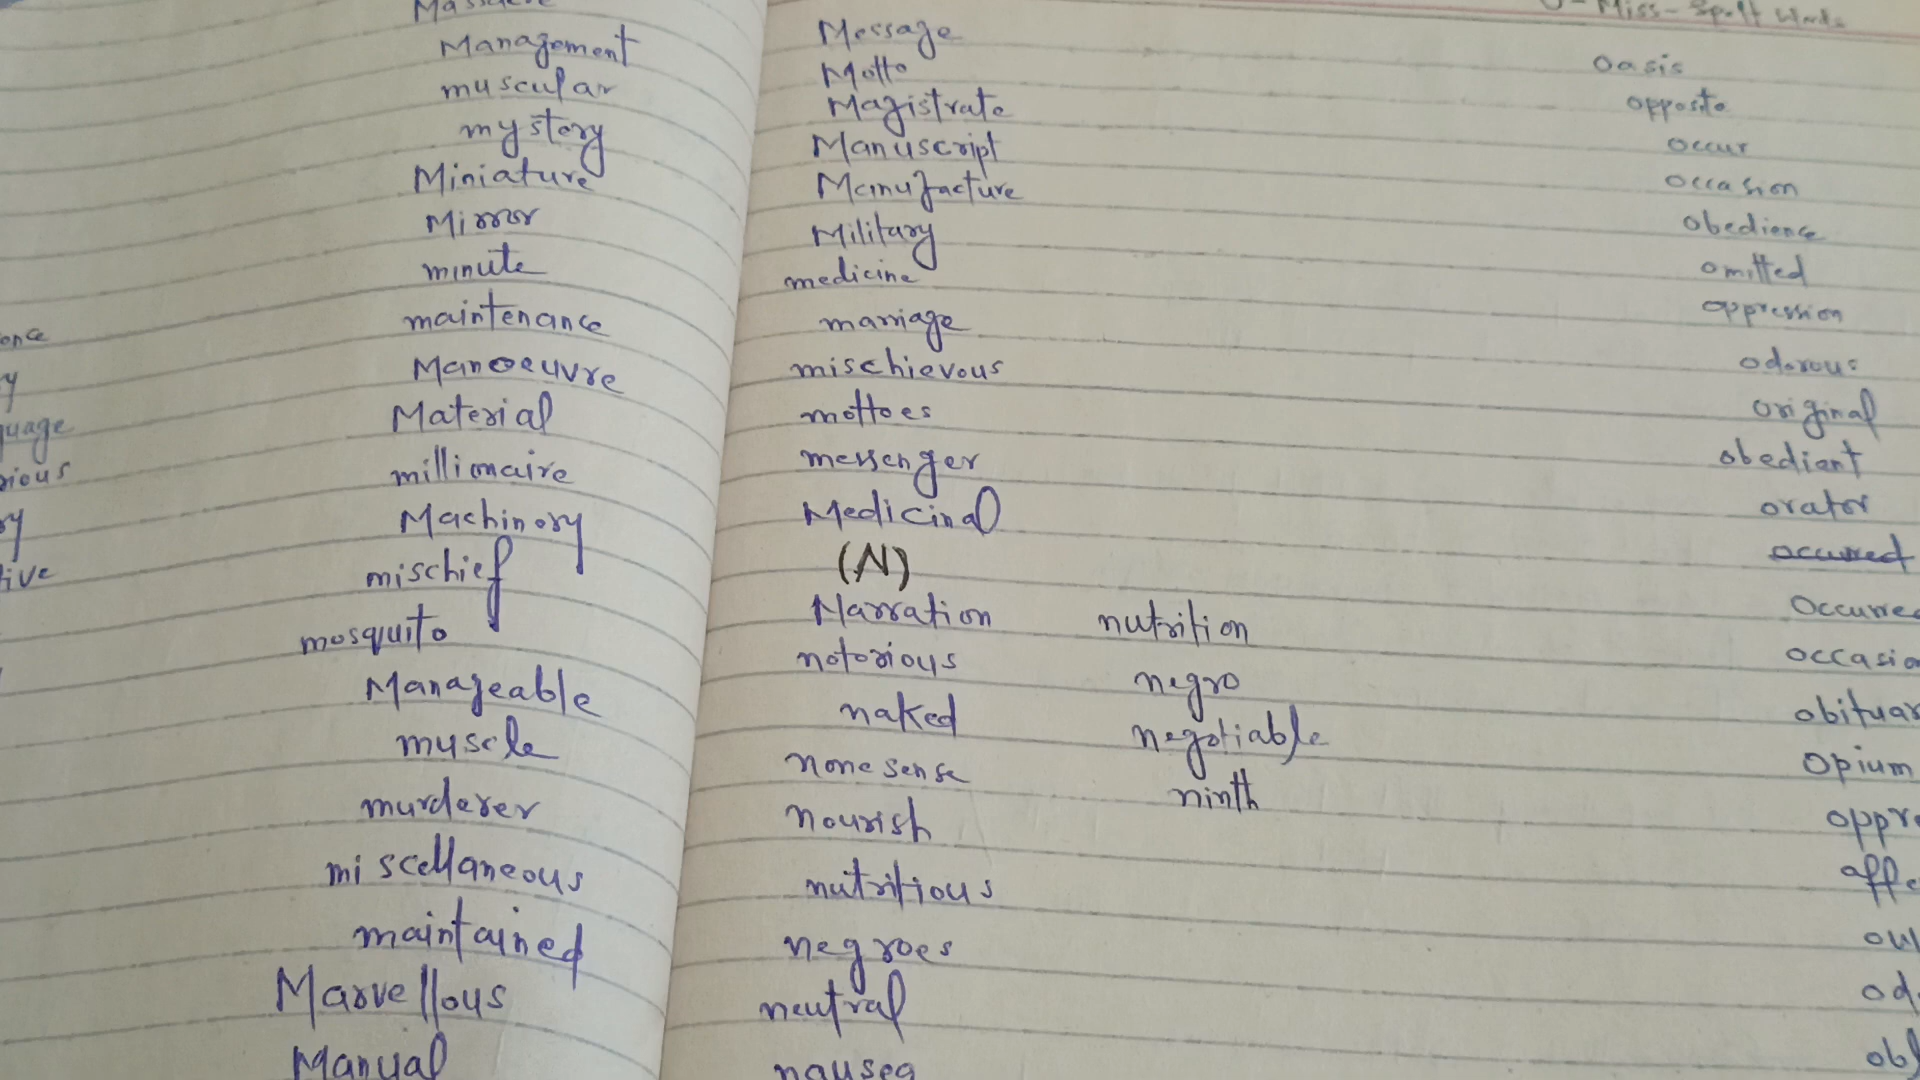 Management
muscular
mystery
Miniature
Mirror
minute
maintenance
Manoeuvre
Material
millionaire
Machinery
mischief
mosquito
Manageable
muscle
murderer
miscellaneous
maintained
Marvellous
Manual
Message
Motto
Magistrate
Manuscript
Manufacture
Military
medicine
marriage
mischievous
mottoes
messenger
Medicinal
(N)
Narration nutrition
notorious negro
naked negotiable
nonesense ninth
nourish
nutritious
negroes
neutral
nausea
Miss-Spelt Words
oasis
opposite
occur
occasion
obedience
omitted
oppression
odorous
original
obediant
orator
occurred
Opium